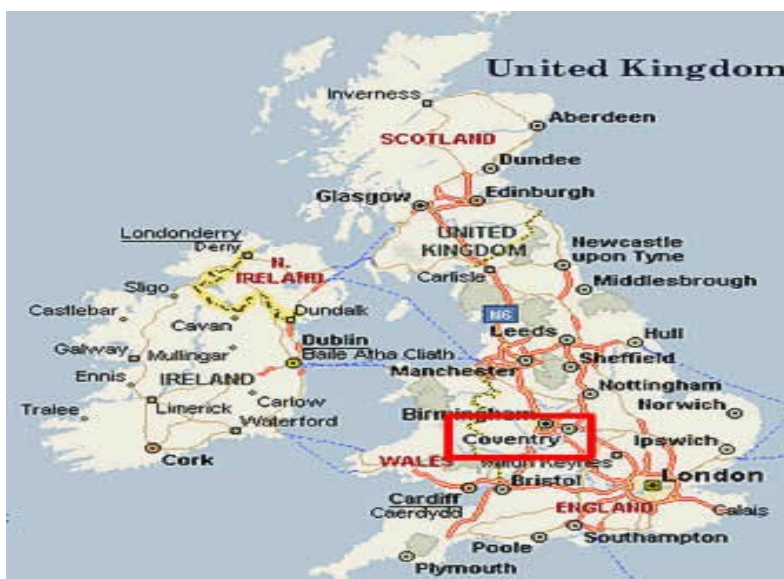 United Kingdom
Inverness
Aberdeen
SCOTLAND
Dundee
Glasgow
Edinburgh
Londonderry
Derry
UNITED
KINGDOM
Newcastle
upon Tyne
N.
IRELAND
Carlisle
Sligo
Middlesbrough
Castlebar
Dundalk
N6
Cavan
Leeds
Hull
Dublin
Galway
Mullingar
Baile Atha Cliath
Manchester
Sheffield
Ennis
IRELAND
Nottingham
Carlow
Norwich
Tralee
Limerick
Birmingham
Waterford
Coventry
Ipswich
Cork
WALES
Milton Keynes
London
Bristol
Cardiff
Caerdydd
ENGLAND
Calais
Southampton
Poole
Plymouth